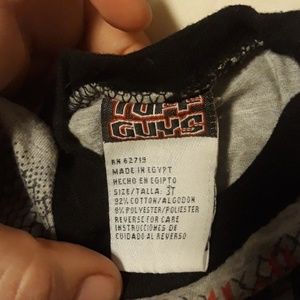 TUFF
GUYS
RN 62719
MADE IN EGYPT
HECHO EN EGIPTO
SIZE/TALLA: 3T
92% COTTON/ALGODON
8% POLYESTER/POLIESTER
REVERSE FOR CARE
INSTRUCCIONES DE
CUIDADO AL REVERSO